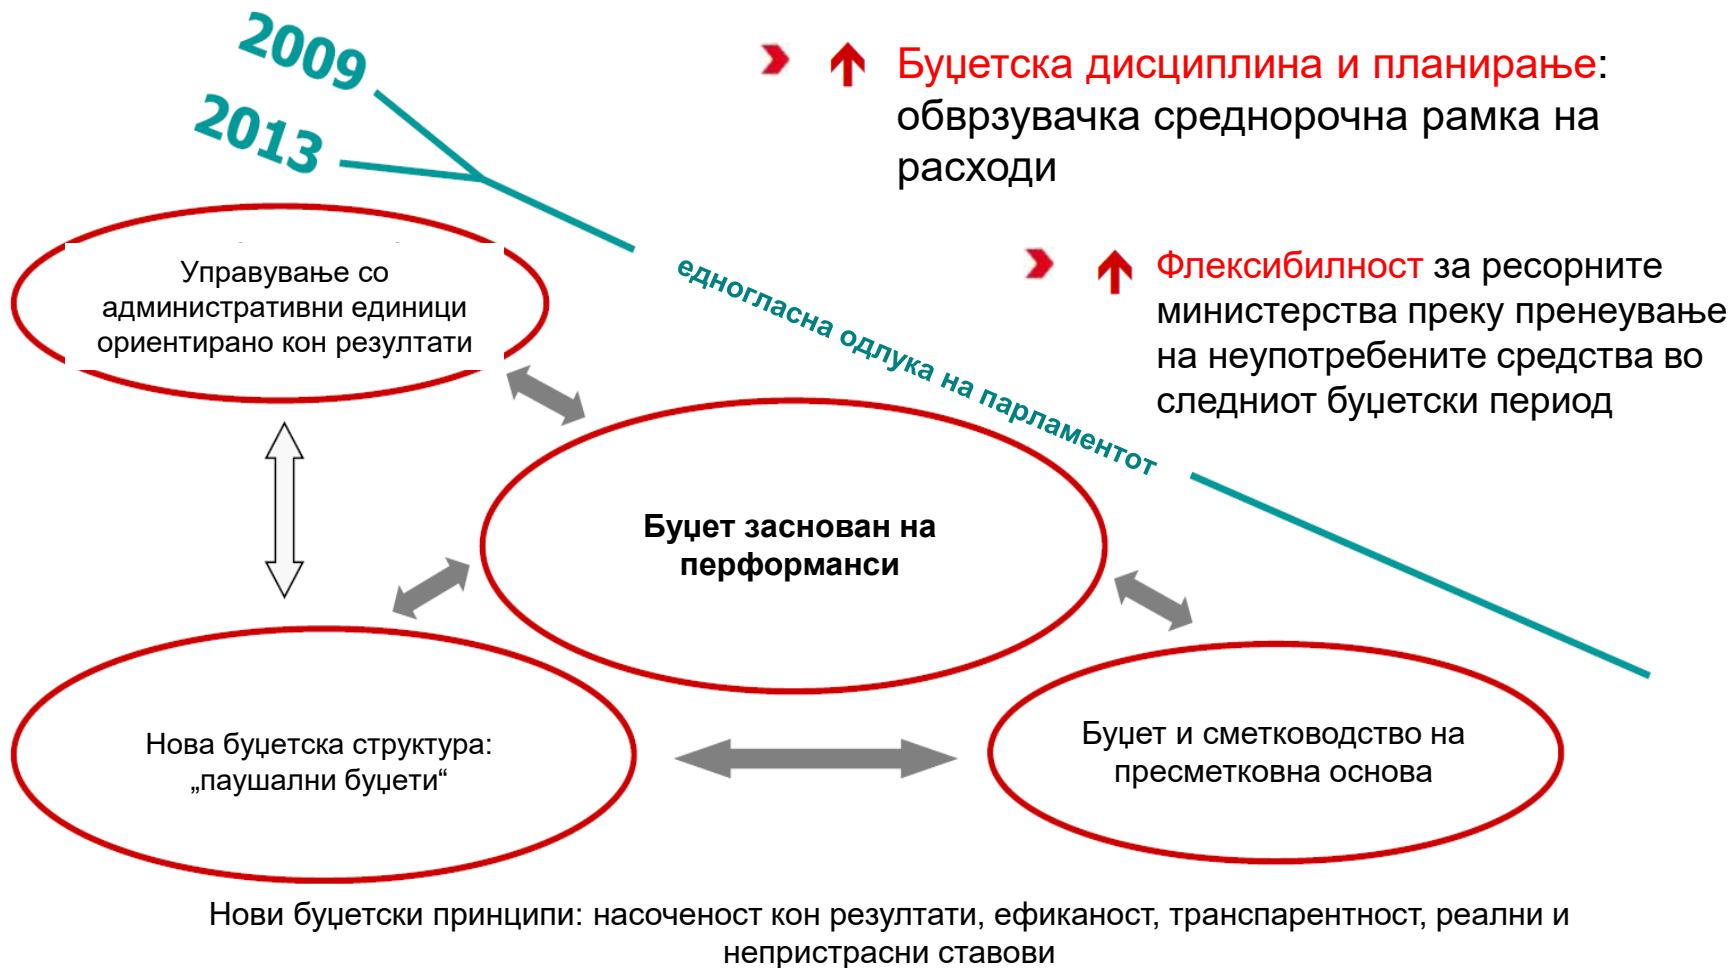 2009
2013
Буџетска дисциплина и планирање:
обврзувачка среднорочна рамка на
расходи
Флексибилност за ресорните
министерства преку пренеување
на неупотребените средства во
следниот буџетски период
едногласна одлука на парламентот
Управување со
административни единици
ориентирано кон резултати
Буџет заснован на
перформанси
Нова буџетска структура:
„паушални буџети“
Буџет и сметководство на
пресметковна основа
Нови буџетски принципи: насоченост кон резултати, ефиканост, транспарентност, реални и
непристрасни ставови